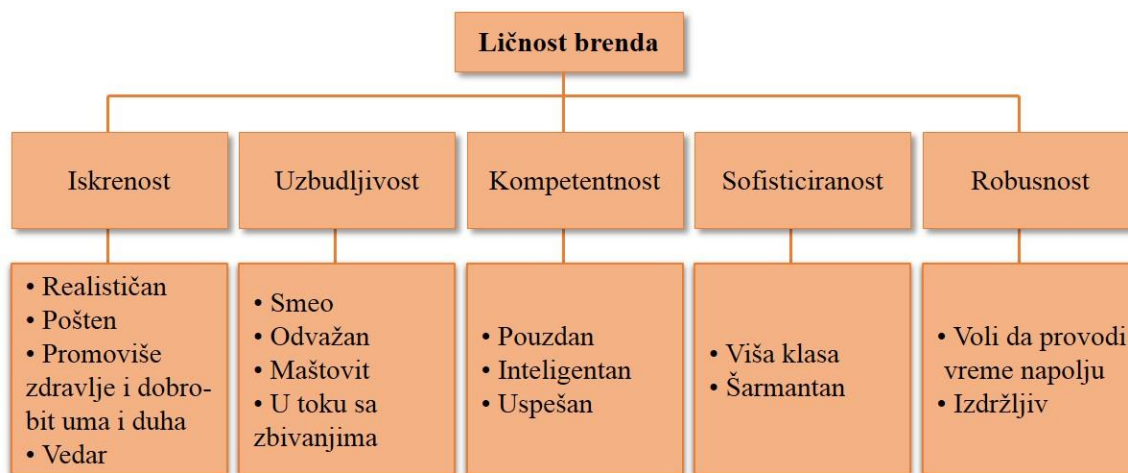 Ličnost brenda
Iskrenost
Uzbudljivost
Kompetentnost
Sofisticiranost
Robusnost
• Realističan
• Pošten
• Promoviše
zdravlje i dobro-
bit uma i duha
• Vedar
• Smeo
• Odvažan
• Maštovit
• U toku sa
zbivanjima
• Pouzdan
• Inteligentan
• Uspešan
• Viša klasa
• Šarmantan
• Voli da provodi
vreme napolju
• Izdržljiv